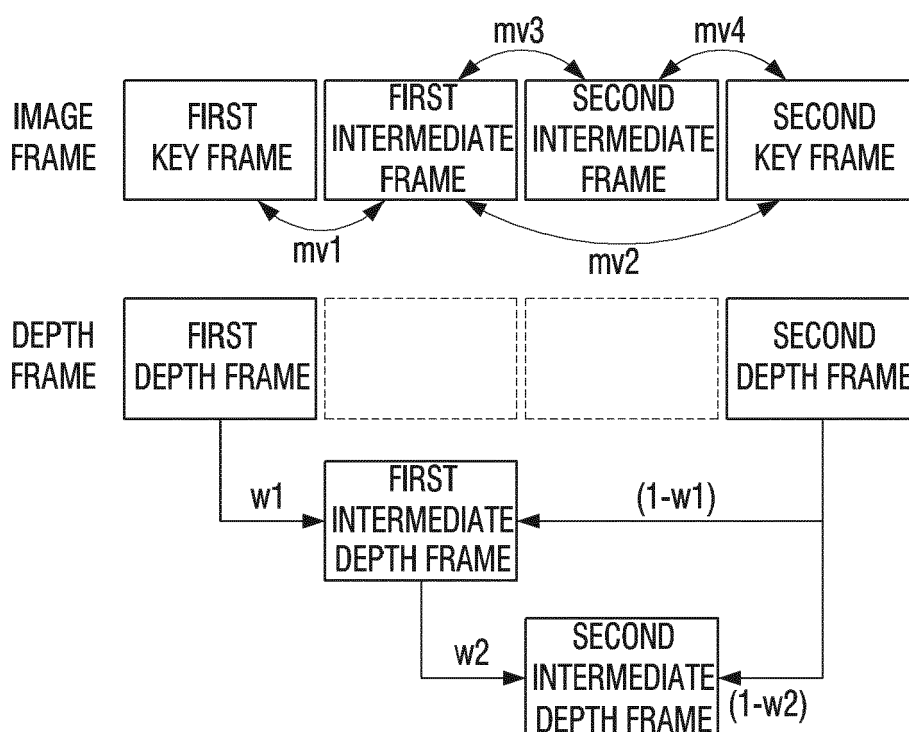 mv3
mv4
IMAGE
FRAME
FIRST
KEY FRAME
FIRST
INTERMEDIATE
FRAME
SECOND
INTERMEDIATE
FRAME
SECOND
KEY FRAME
mv1
mv2
DEPTH
FRAME
FIRST
DEPTH FRAME
SECOND
DEPTH FRAME
w1
FIRST
INTERMEDIATE
DEPTH FRAME
(1-w1)
w2
SECOND
INTERMEDIATE
DEPTH FRAME
(1-w2)